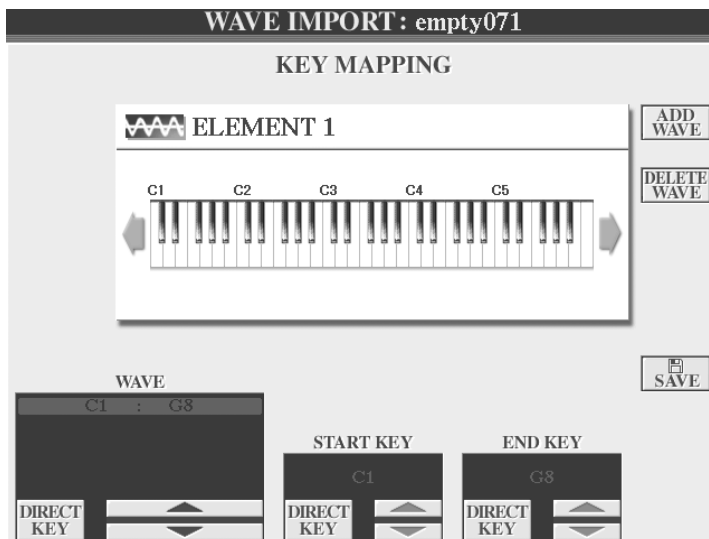 WAVE IMPORT: empty071
KEY MAPPING
ELEMENT 1
ADD
WAVE
DELETE
WAVE
C1 C2 C3 C4 C5
SAVE
WAVE
C1 : G8
START KEY
END KEY
C1
G8
DIRECT
KEY
DIRECT
KEY
DIRECT
KEY